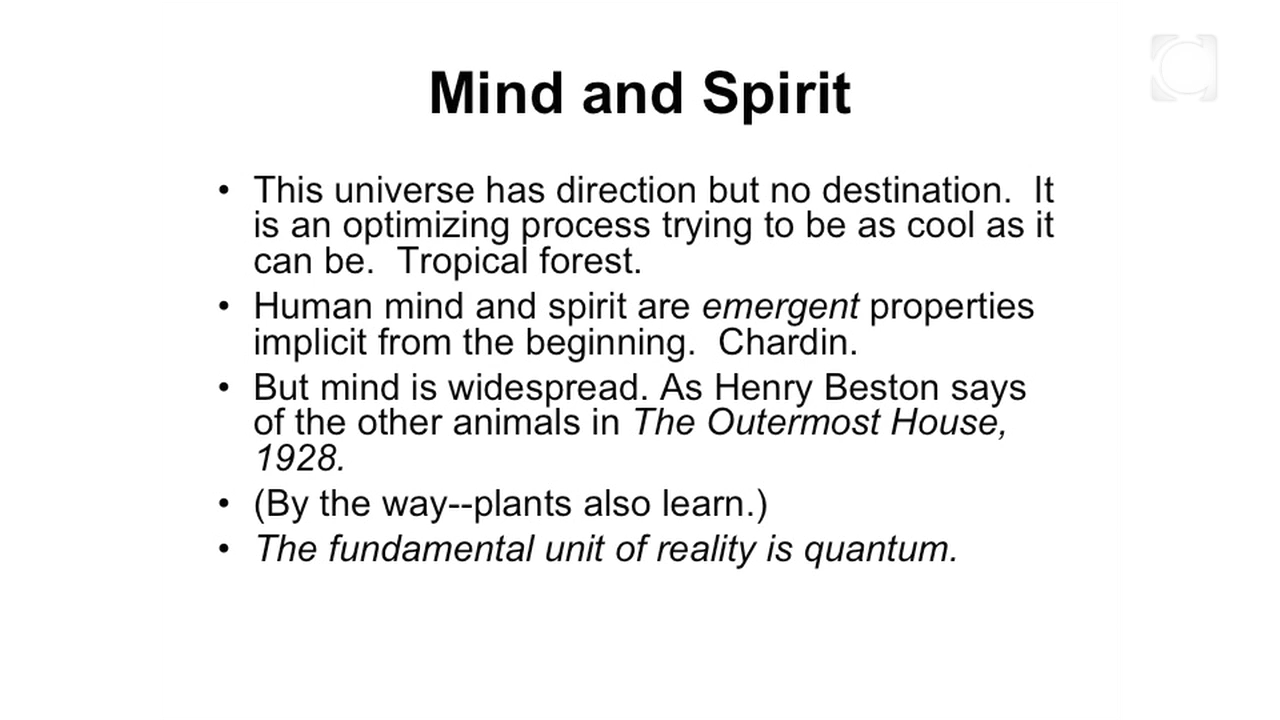 Mind and Spirit
• This universe has direction but no destination.  It
is an optimizing process trying to be as cool as it
can be.  Tropical forest.
• Human mind and spirit are emergent properties
implicit from the beginning.  Chardin.
• But mind is widespread. As Henry Beston says
of the other animals in The Outermost House,
1928.
• (By the way--plants also learn.)
• The fundamental unit of reality is quantum.